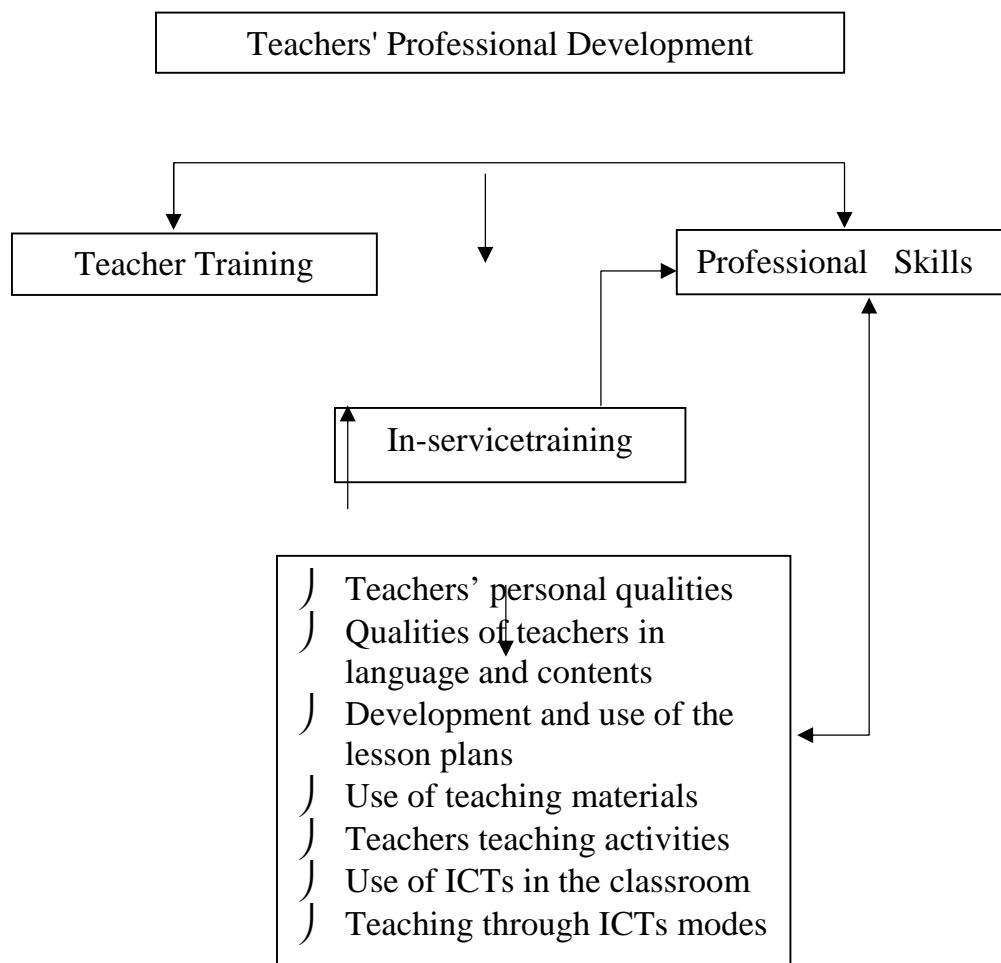 Teachers' Professional Development
Teacher Training
Professional Skills
In-servicetraining
Teachers’ personal qualities
Qualities of teachers in
language and contents
Development and use of the
lesson plans
Use of teaching materials
Teachers teaching activities
Use of ICTs in the classroom
Teaching through ICTs modes